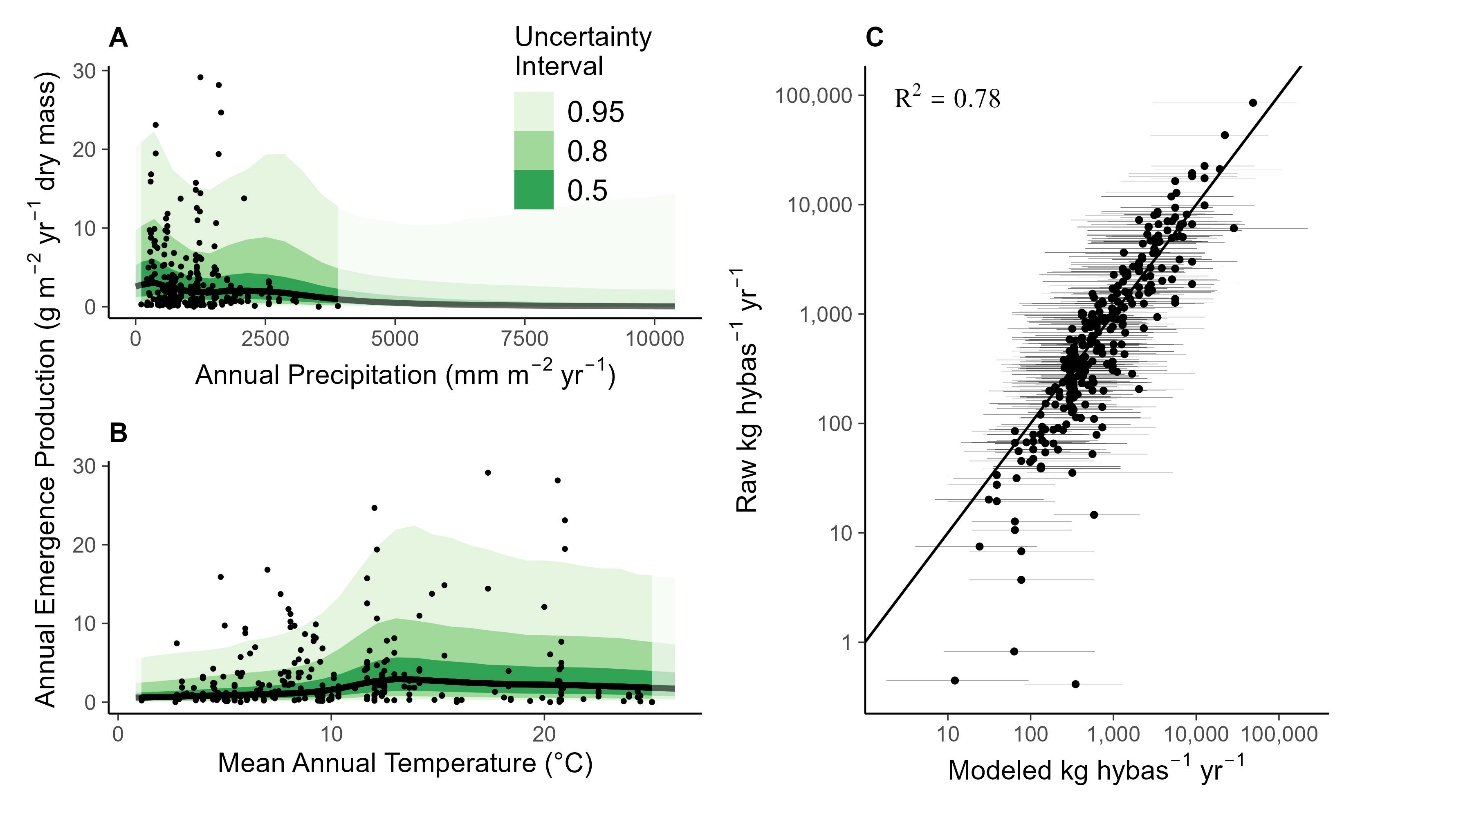 A
Uncertainty
Interval
0.95
0.8
0.5
30
20
10
0
0
2500
5000
7500
10000
Annual Precipitation (mm m⁻² yr⁻¹)
Annual Emergence Production (g m⁻² yr⁻¹ dry mass)
B
30
20
10
0
0
10
20
Mean Annual Temperature (°C)
C
R² = 0.78
100,000
10,000
1,000
100
10
1
Raw kg hybas⁻¹ yr⁻¹
10
100
1,000
10,000
100,000
Modeled kg hybas⁻¹ yr⁻¹